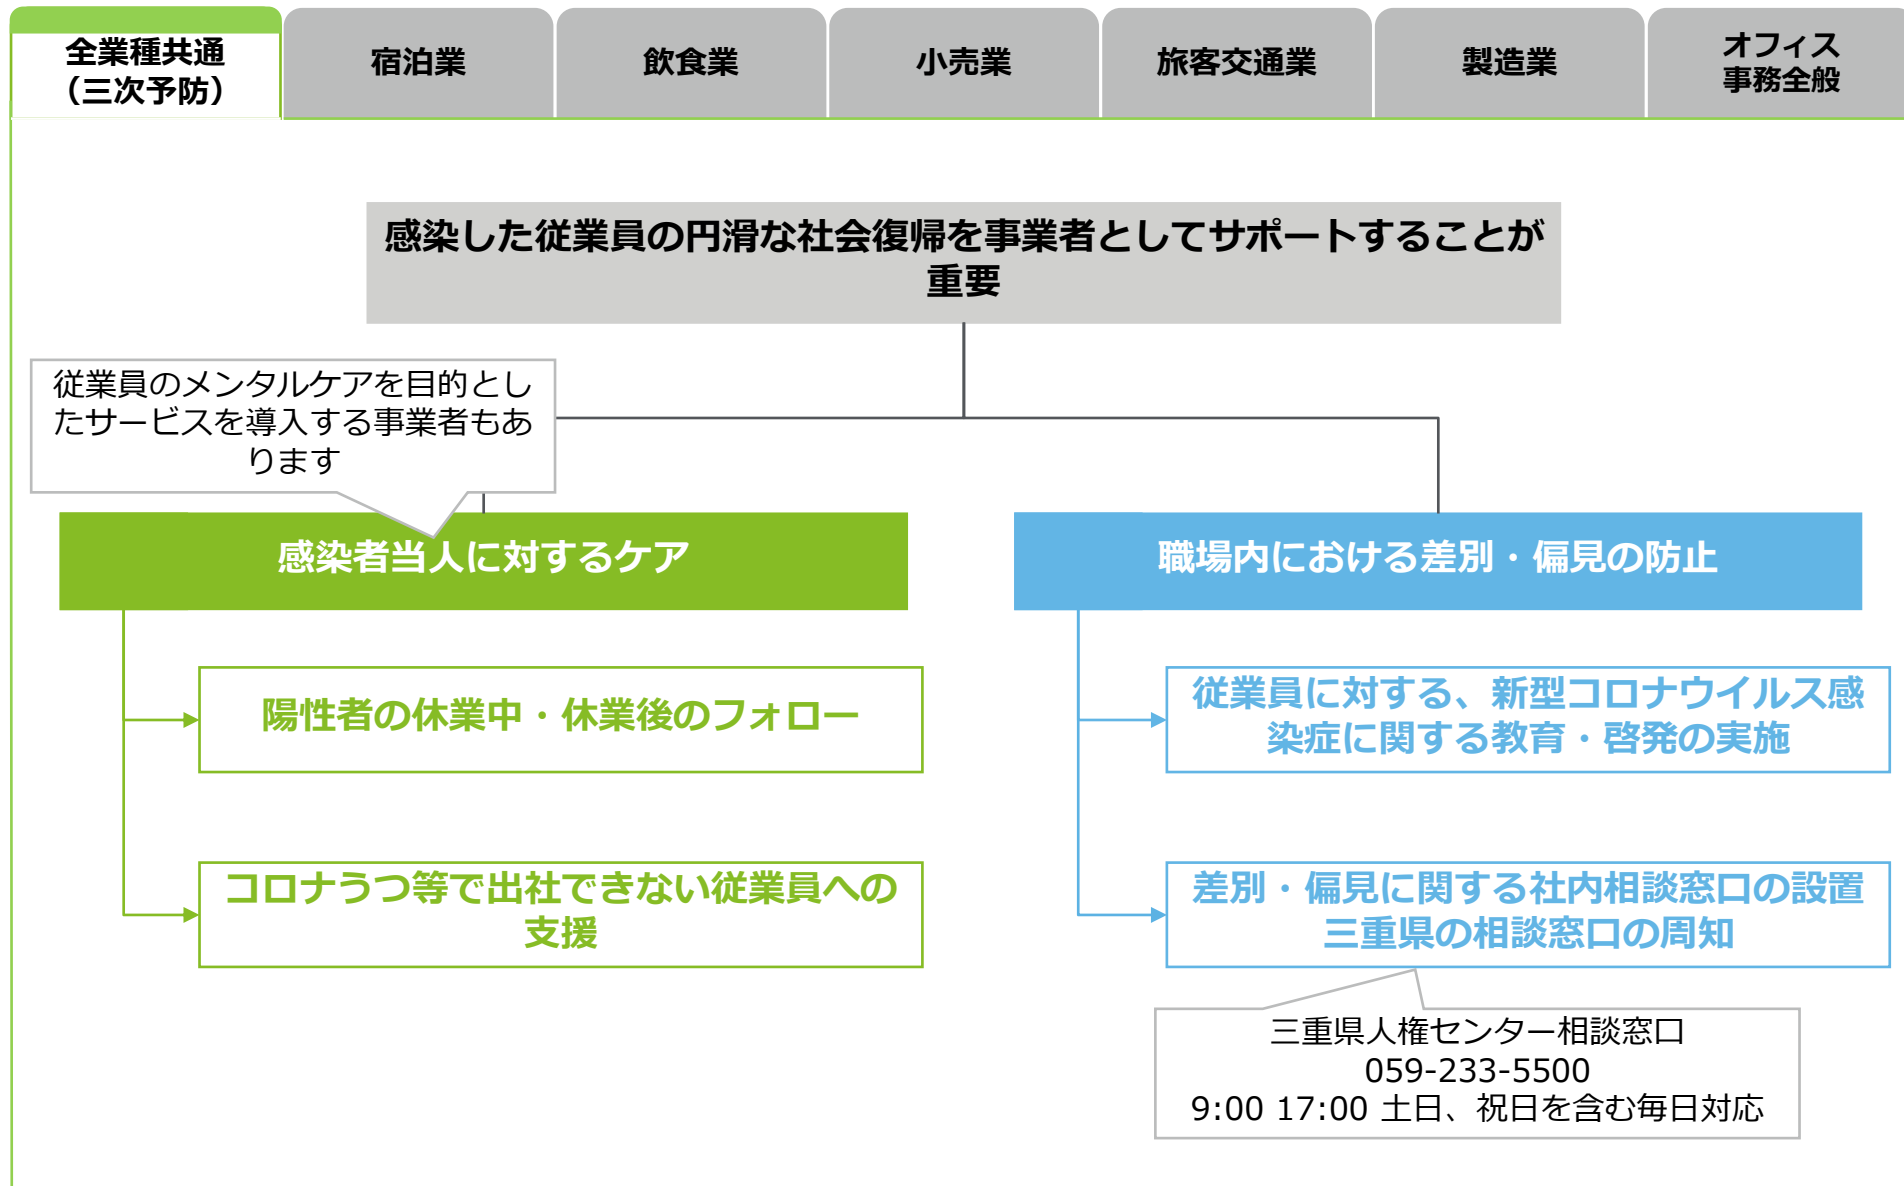 全業種共通
（三次予防）
宿泊業
飲食業
小売業
旅客交通業
製造業
オフィス
事務全般
感染した従業員の円滑な社会復帰を事業者としてサポートすることが
重要
従業員のメンタルケアを目的とし
たサービスを導入する事業者もあ
ります
感染者当人に対するケア
陽性者の休業中・休業後のフォロー
コロナうつ等で出社できない従業員への
支援
職場内における差別・偏見の防止
従業員に対する、新型コロナウイルス感
染症に関する教育・啓発の実施
差別・偏見に関する社内相談窓口の設置
三重県の相談窓口の周知
三重県人権センター相談窓口
059-233-5500
9:00 17:00 土日、祝日を含む毎日対応